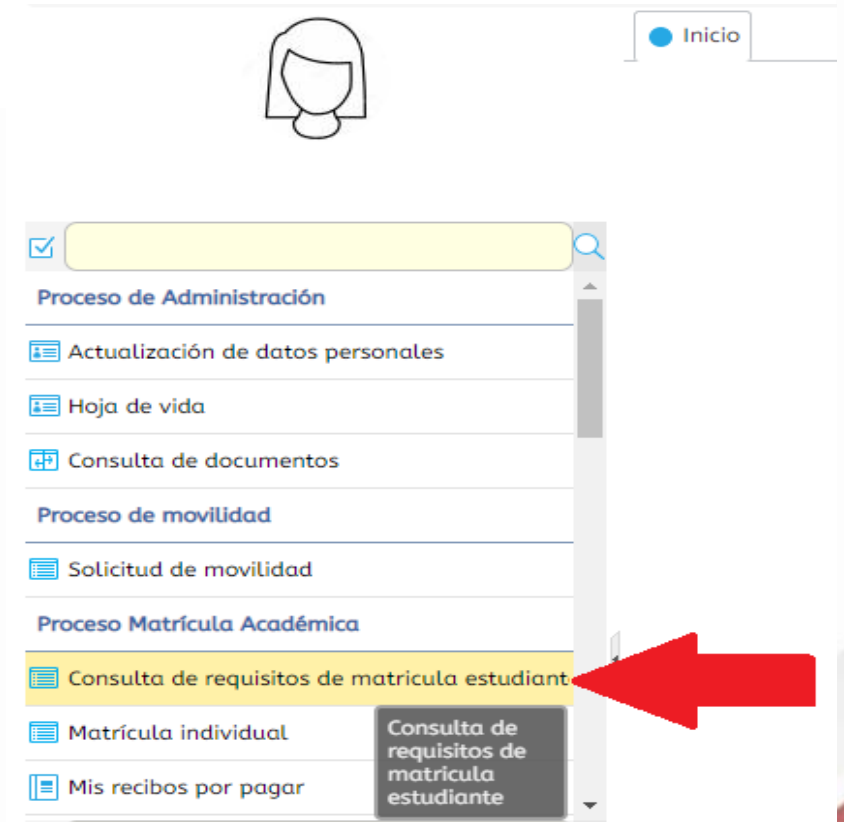 Inicio
Proceso de Administración
Actualización de datos personales
Hoja de vida
Consulta de documentos
Proceso de movilidad
Solicitud de movilidad
Proceso Matrícula Académica
Consulta de requisitos de matricula estudiant
Matrícula individual
Consulta de
requisitos de
matricula
estudiante
Mis recibos por pagar